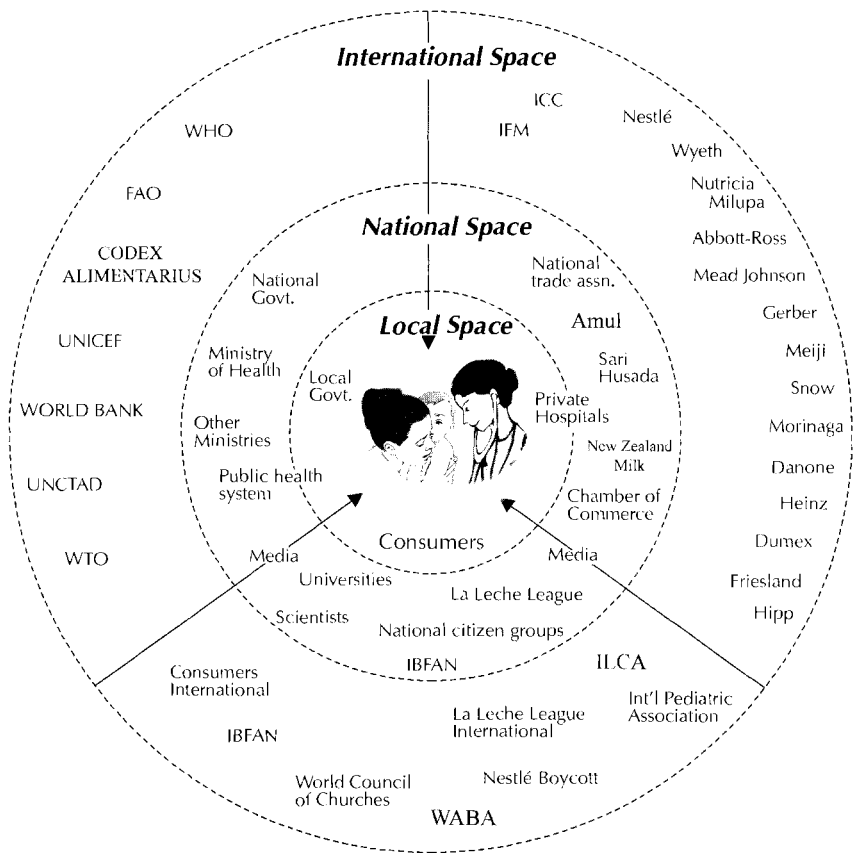 International Space
ICC
IFM
Nestlé
Wyeth
Nutricia
Milupa
Abbott-Ross
Mead Johnson
Gerber
Meiji
Snow
Morinaga
Danone
Heinz
Dumex
Friesland
Hipp
WHO
FAO
CODEX
ALIMENTARIUS
UNICEF
WORLD BANK
UNCTAD
WTO
National Space
National
Govt.
Ministry
of Health
Other
Ministries
Public health
system
National
trade assn.
Amul
Sari
Husada
Private
Hospitals
New Zealand
Milk
Chamber of
Commerce
Local Space
Local
Govt.
Consumers
Media
Media
Universities
La Leche League
Scientists
National citizen groups
IBFAN
ILCA
Consumers
International
Int'l Pediatric
Association
La Leche League
International
IBFAN
World Council
of Churches
Nestlé Boycott
WABA